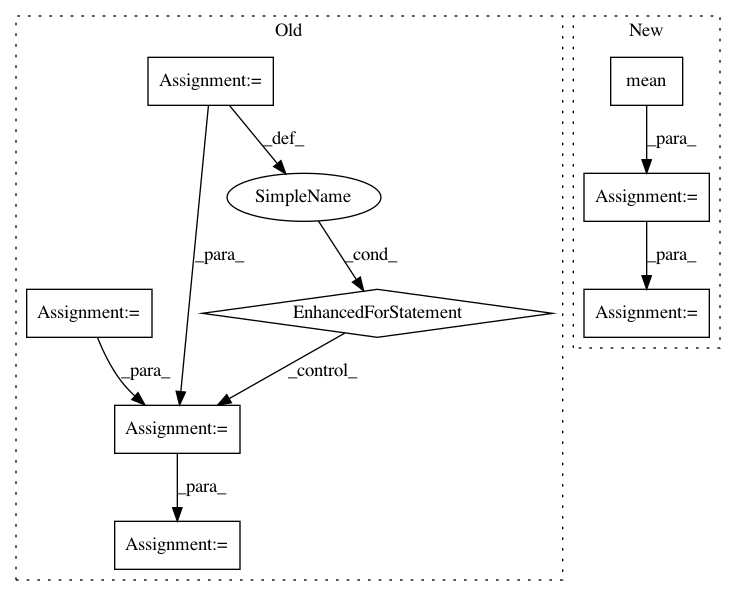 Old
New
Assignment:=
mean
_def_
_para_
SimpleName
Assignment:=
_para_
_cond_
_para_
Assignment:=
EnhancedForStatement
Assignment:=
_para_
_control_
Assignment:=
_para_
Assignment:=